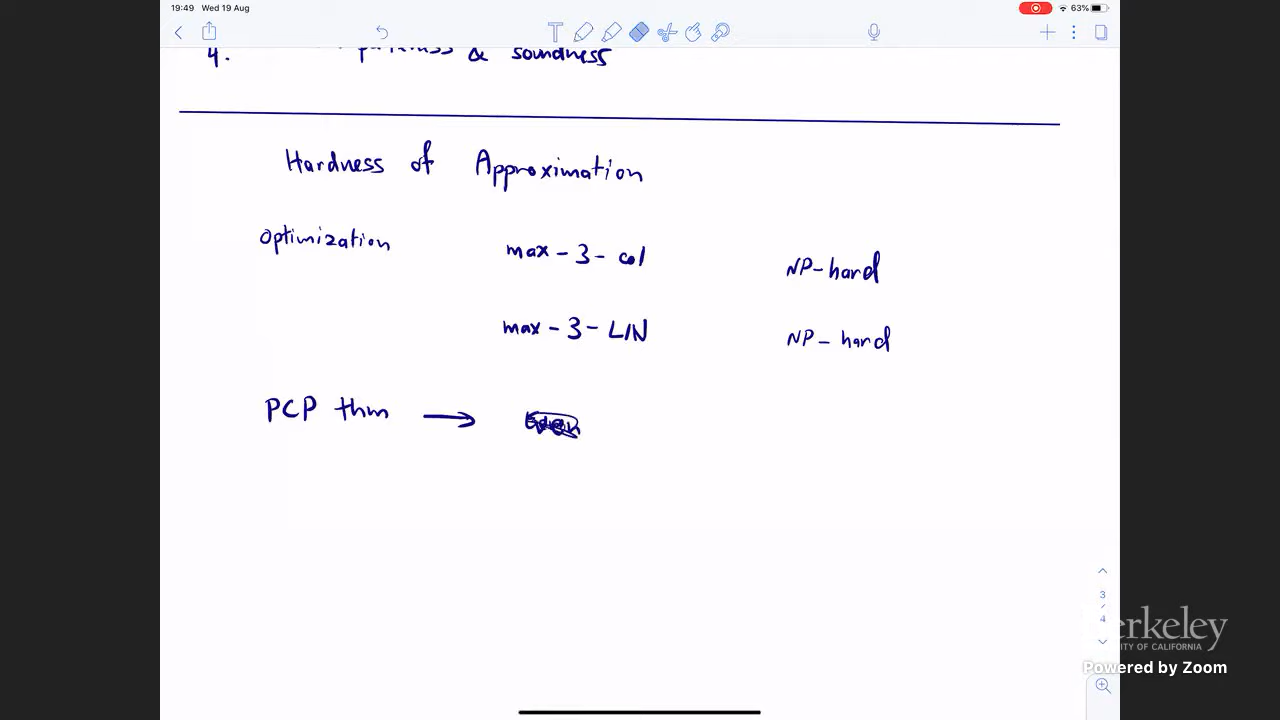 19:49 Wed 19 Aug
63%
4. & soundness
Hardness of Approximation
Optimization max-3-col NP-hard
max-3-LIN NP-hard
PCP thm →
3
4
erkeley
ITY OF CALIFORNIA
Powered by Zoom